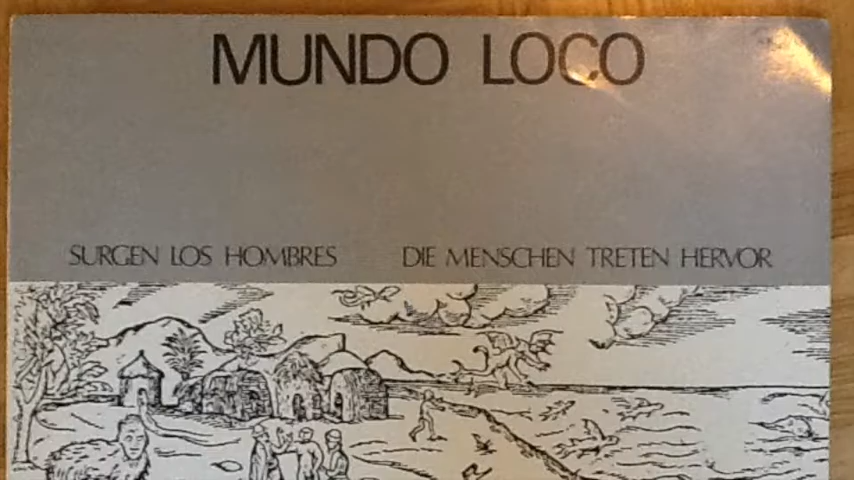 MUNDO LOCO
SURGEN LOS HOMBRES DIE MENSCHEN TRETEN HERVOR